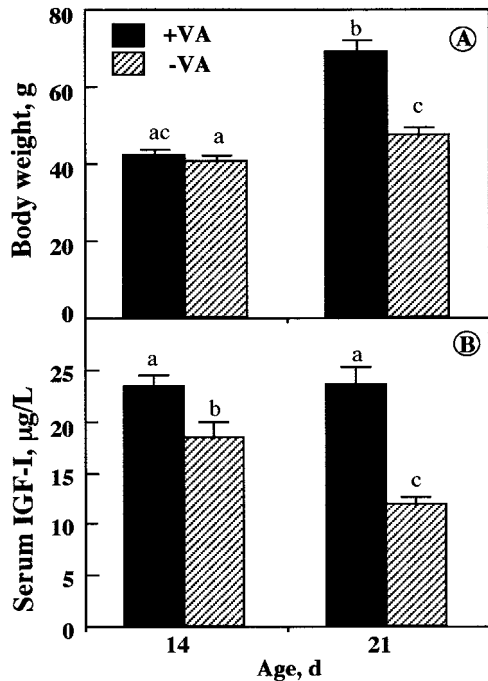 80
+VA
-VA
b
A
60
ac
a
c
40
20
0
Body weight, g
B
25
a
a
20
b
15
c
10
5
0
Serum IGF-I, µg/L
14
21
Age, d